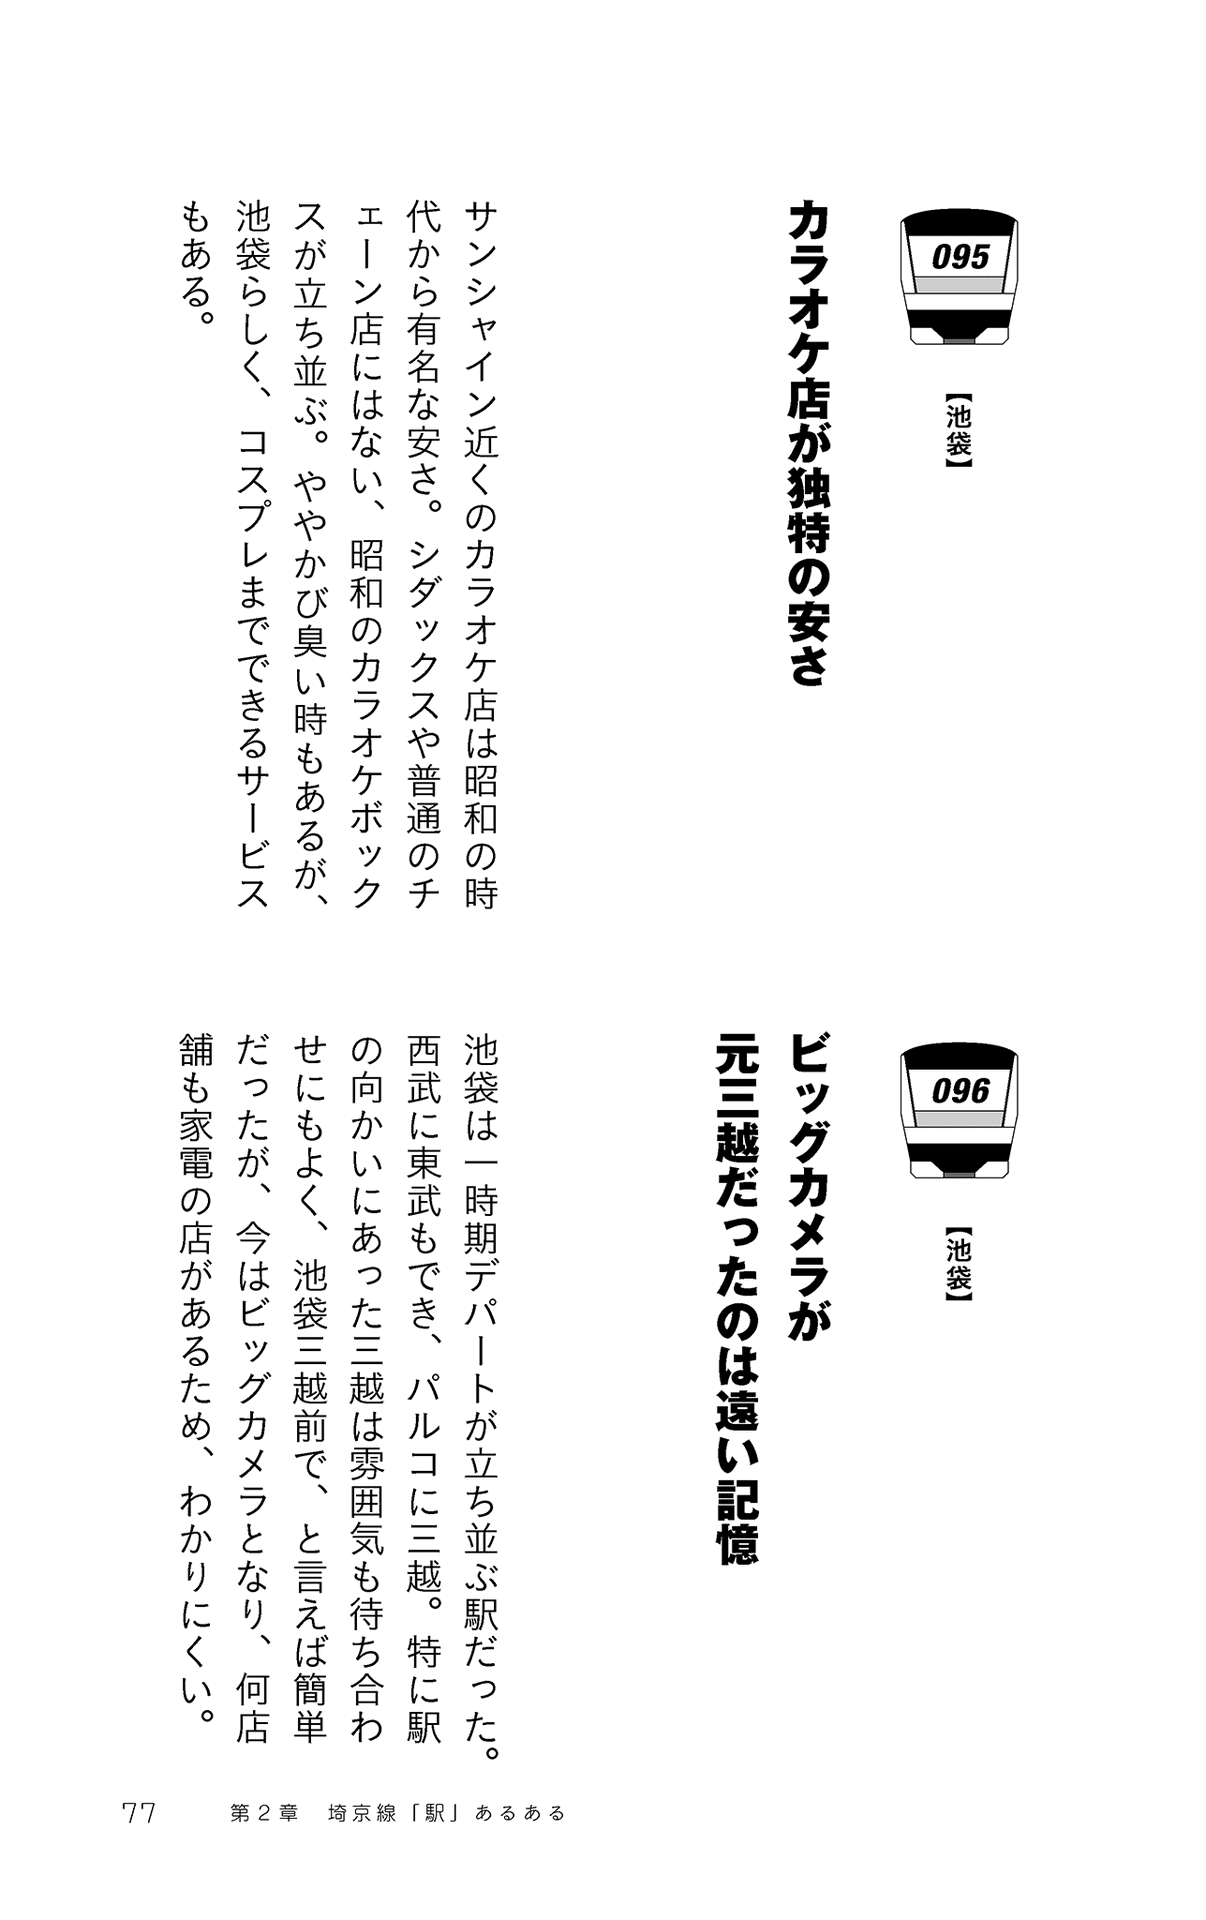 095
【池袋】
カラオケ店が独特の安さ
サンシャイン近くのカラオケ店は昭和の時
代から有名な安さ。シダックスや普通のチ
ェーン店にはない、昭和のカラオケボック
スが立ち並ぶ。ややかび臭い時もあるが、
池袋らしく、コスプレまでできるサービス
もある。
096
【池袋】
ビッグカメラが
元三越だったのは遠い記憶
池袋は一時期デパートが立ち並ぶ駅だった。
西武に東武もでき、パルコに三越。特に駅
の向かいにあった三越は雰囲気も待ち合わ
せにもよく、池袋三越前で、と言えば簡単
だったが、今はビッグカメラとなり、何店
舗も家電の店があるため、わかりにくい。
77 第2章 埼京線「駅」あるある